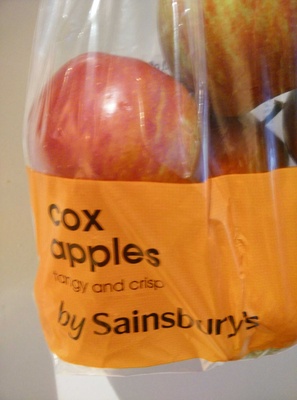 cox
apples
tangy and crisp
by Sainsbury's